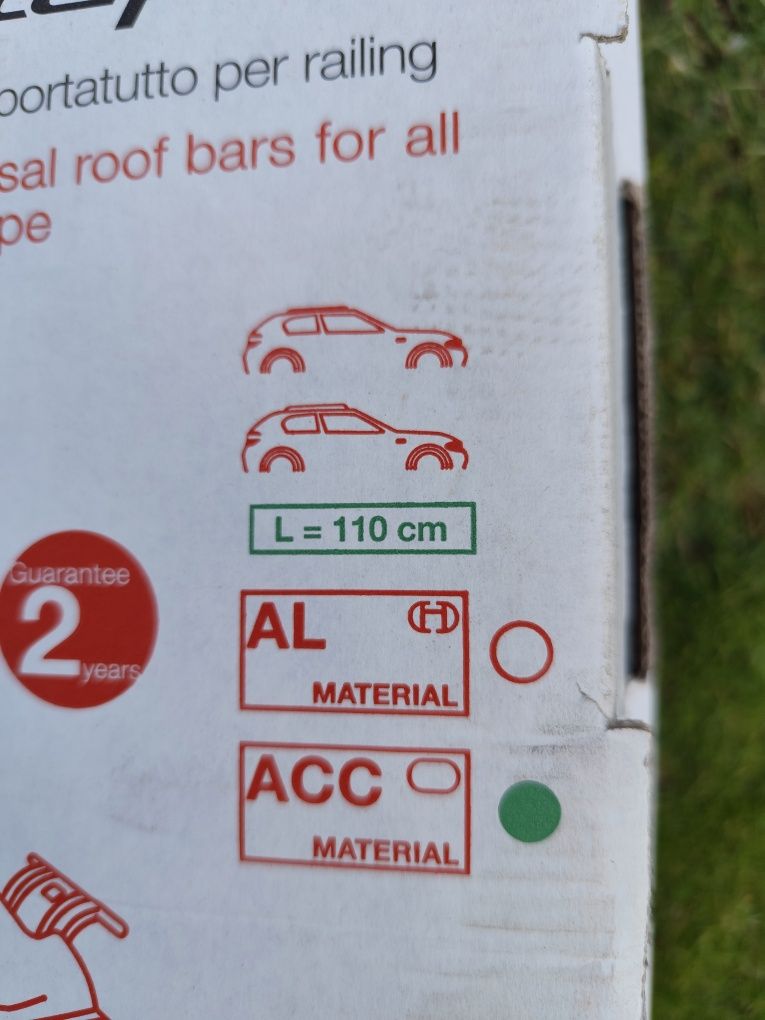 portatutto per railing
sal roof bars for all
pe
L = 110 cm
Guarantee
2
years
AL
MATERIAL
ACC
MATERIAL